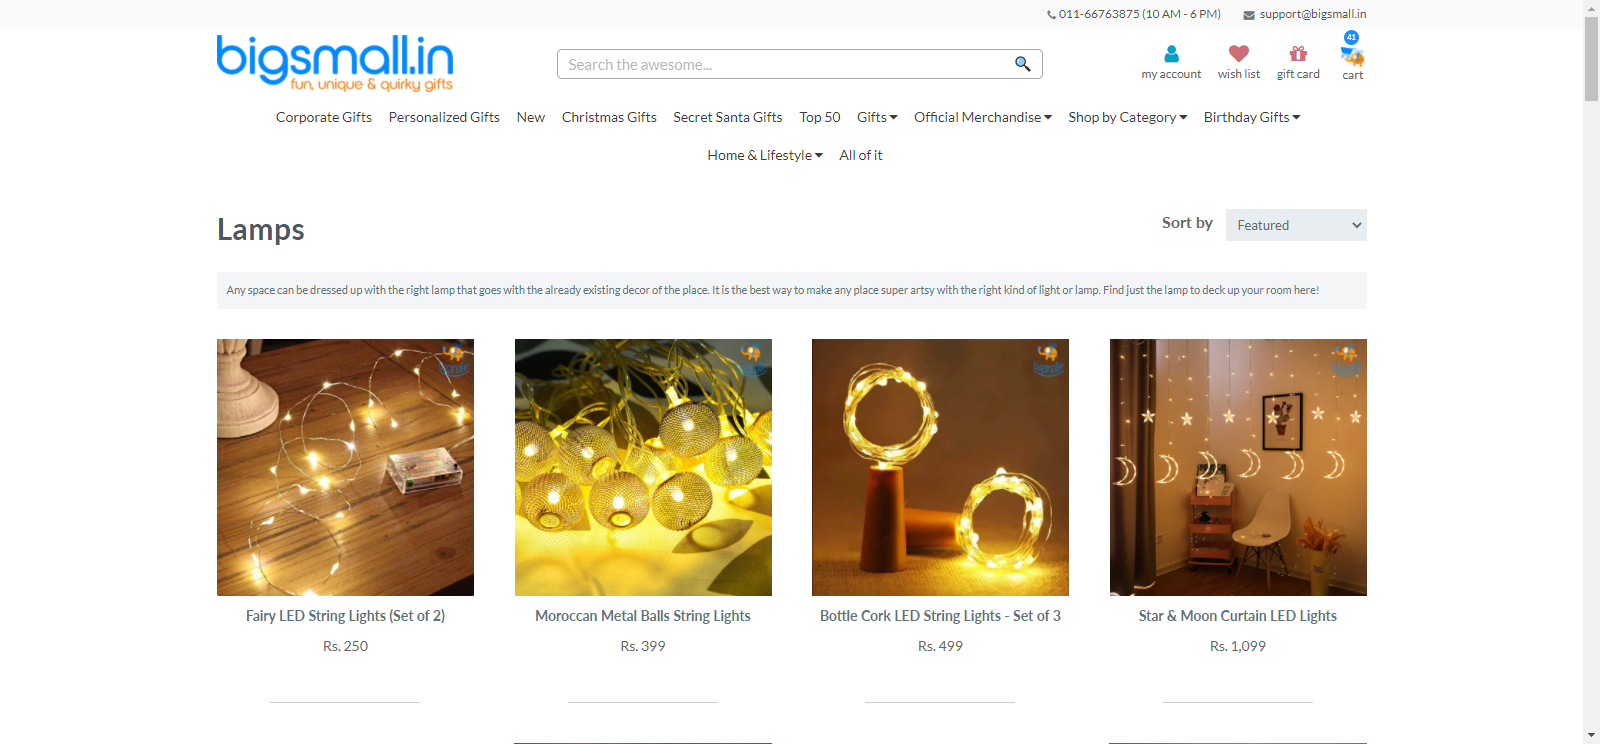 011-66763875 (10 AM - 6 PM) support@bigsmall.in
bigsmall.in
fun, unique & quirky gifts
Search the awesome...
my account wish list gift card 41 cart
Corporate Gifts Personalized Gifts New Christmas Gifts Secret Santa Gifts Top 50 Gifts Official Merchandise Shop by Category Birthday Gifts
Home & Lifestyle All of it
Lamps
Sort by Featured
Any space can be dressed up with the right lamp that goes with the already existing decor of the place. It is the best way to make any place super artsy with the right kind of light or lamp. Find just the lamp to deck up your room here!
Fairy LED String Lights (Set of 2) Moroccan Metal Balls String Lights Bottle Cork LED String Lights - Set of 3 Star & Moon Curtain LED Lights
Rs. 250 Rs. 399 Rs. 499 Rs. 1,099